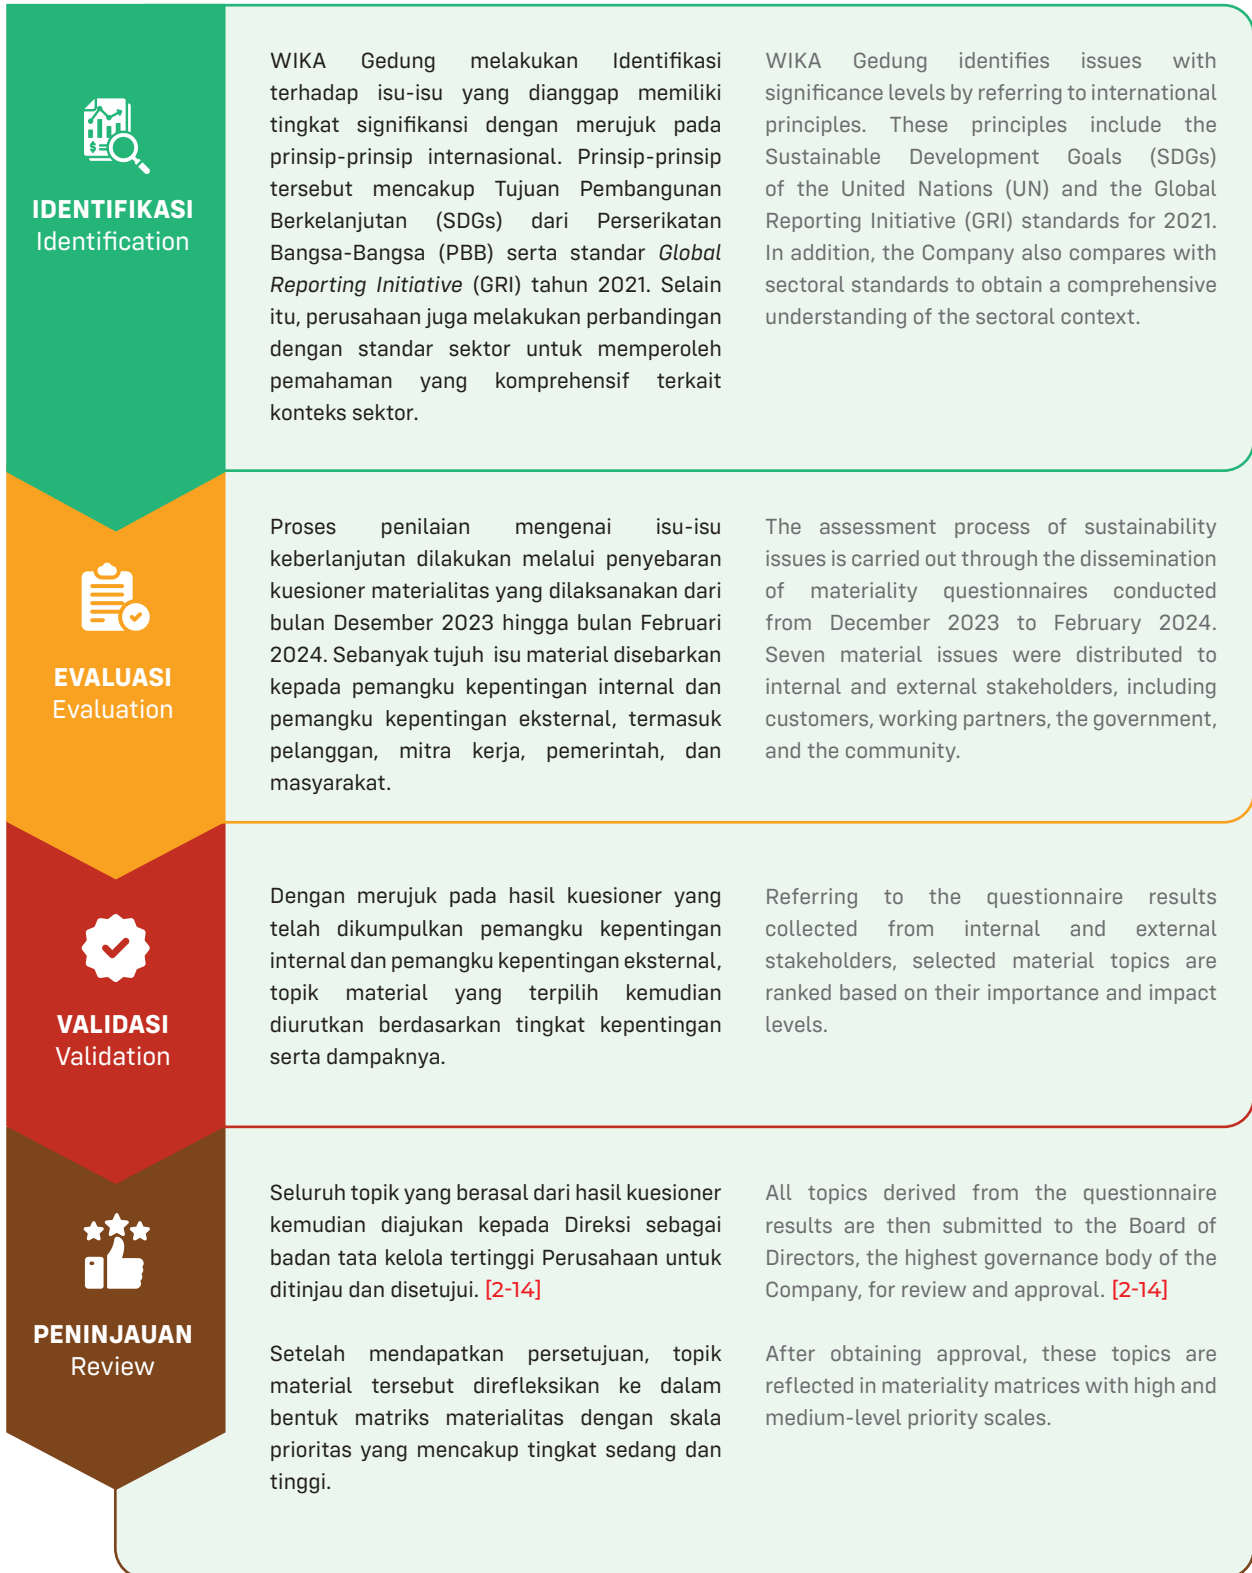 IDENTIFIKASI
Identification
WIKA Gedung melakukan Identifikasi
terhadap isu-isu yang dianggap memiliki
tingkat signifikansi dengan merujuk pada
prinsip-prinsip internasional. Prinsip-prinsip
tersebut mencakup Tujuan Pembangunan
Berkelanjutan (SDGs) dari Perserikatan
Bangsa-Bangsa (PBB) serta standar Global
Reporting Initiative (GRI) tahun 2021. Selain
itu, perusahaan juga melakukan perbandingan
dengan standar sektor untuk memperoleh
pemahaman yang komprehensif terkait
konteks sektor.
WIKA Gedung identifies issues with
significance levels by referring to international
principles. These principles include the
Sustainable Development Goals (SDGs)
of the United Nations (UN) and the Global
Reporting Initiative (GRI) standards for 2021.
In addition, the Company also compares with
sectoral standards to obtain a comprehensive
understanding of the sectoral context.
EVALUASI
Evaluation
Proses penilaian mengenai isu-isu
keberlanjutan dilakukan melalui penyebaran
kuesioner materialitas yang dilaksanakan dari
bulan Desember 2023 hingga bulan Februari
2024. Sebanyak tujuh isu material disebarkan
kepada pemangku kepentingan internal dan
pemangku kepentingan eksternal, termasuk
pelanggan, mitra kerja, pemerintah, dan
masyarakat.
The assessment process of sustainability
issues is carried out through the dissemination
of materiality questionnaires conducted
from December 2023 to February 2024.
Seven material issues were distributed to
internal and external stakeholders, including
customers, working partners, the government,
and the community.
VALIDASI
Validation
Dengan merujuk pada hasil kuesioner yang
telah dikumpulkan pemangku kepentingan
internal dan pemangku kepentingan eksternal,
topik material yang terpilih kemudian
diurutkan berdasarkan tingkat kepentingan
serta dampaknya.
Referring to the questionnaire results
collected from internal and external
stakeholders, selected material topics are
ranked based on their importance and impact
levels.
PENINJAUAN
Review
Seluruh topik yang berasal dari hasil kuesioner
kemudian diajukan kepada Direksi sebagai
badan tata kelola tertinggi Perusahaan untuk
ditinjau dan disetujui. [2-14]
Setelah mendapatkan persetujuan, topik
material tersebut direfleksikan ke dalam
bentuk matriks materialitas dengan skala
prioritas yang mencakup tingkat sedang dan
tinggi.
All topics derived from the questionnaire
results are then submitted to the Board of
Directors, the highest governance body of the
Company, for review and approval. [2-14]
After obtaining approval, these topics are
reflected in materiality matrices with high and
medium-level priority scales.